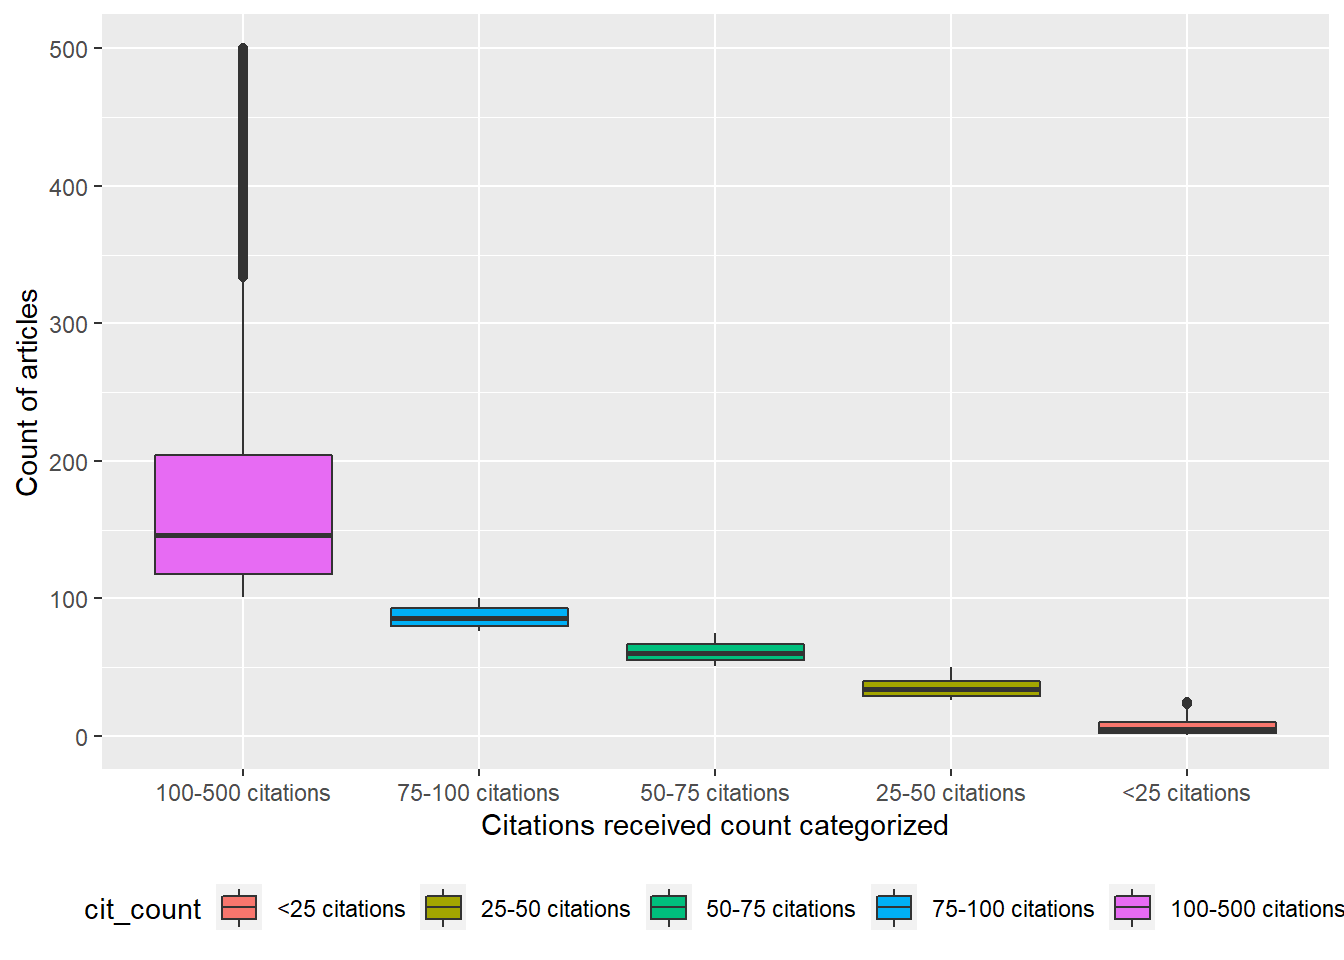 500
400
300
200
100
0
Count of articles
100-500 citations 75-100 citations 50-75 citations 25-50 citations <25 citations
Citations received count categorized
cit_count <25 citations 25-50 citations 50-75 citations 75-100 citations 100-500 citations